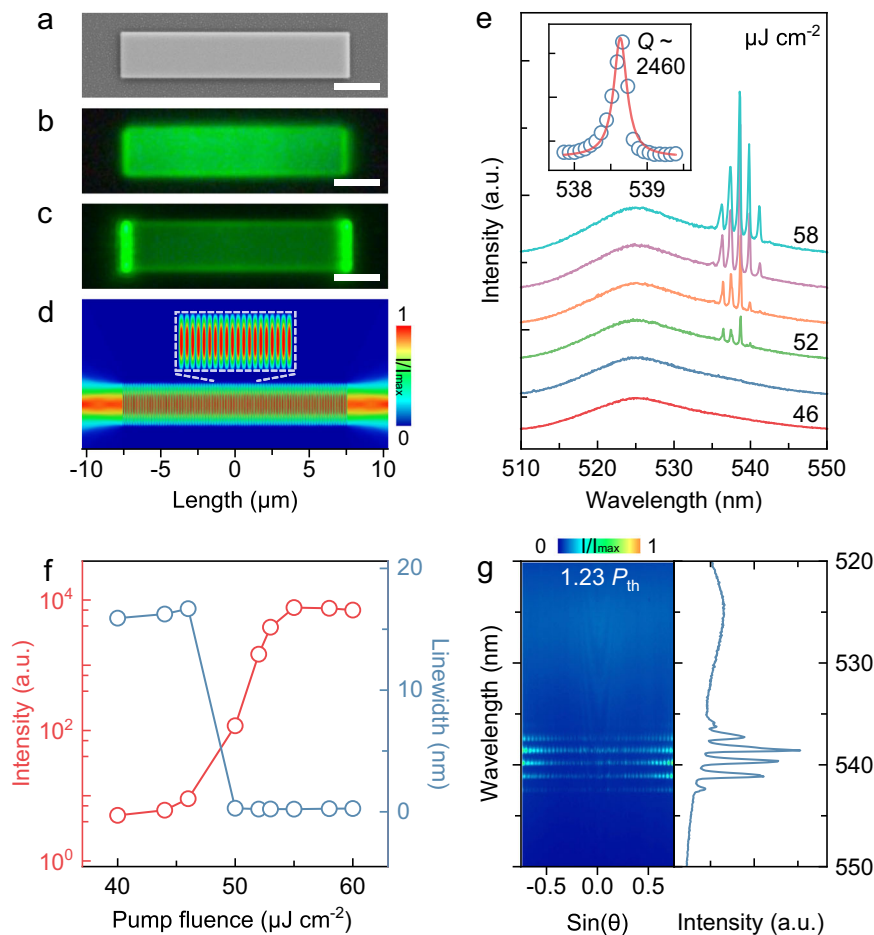 a
b
c
d
1
I/Imax
0
-10 -5 0 5 10
Length (µm)
e
Q ~
2460
µJ cm-2
538 539
58
52
46
Intensity (a.u.)
510 520 530 540 550
Wavelength (nm)
f
10⁴
10²
10⁰
Intensity (a.u.)
20
10
0
Linewidth (nm)
40 50 60
Pump fluence (µJ cm-2)
0 I/Imax 1
g
1.23 Pth
Wavelength (nm)
520
530
540
550
-0.5 0.0 0.5
Sin(θ)
Intensity (a.u.)